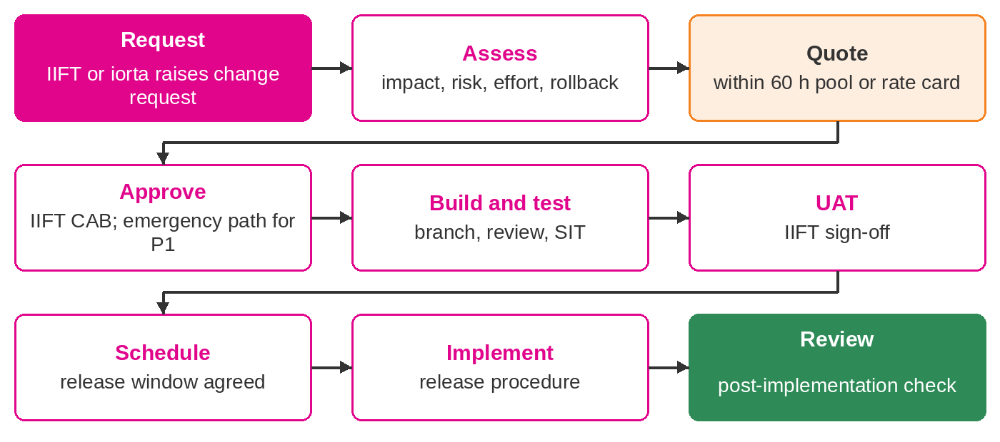 Request
IIFT or iorta raises change
request
Assess
impact, risk, effort, rollback
Quote
within 60 h pool or rate card
Approve
IIFT CAB; emergency path for
P1
Build and test
branch, review, SIT
UAT
IIFT sign-off
Schedule
release window agreed
Implement
release procedure
Review
post-implementation check